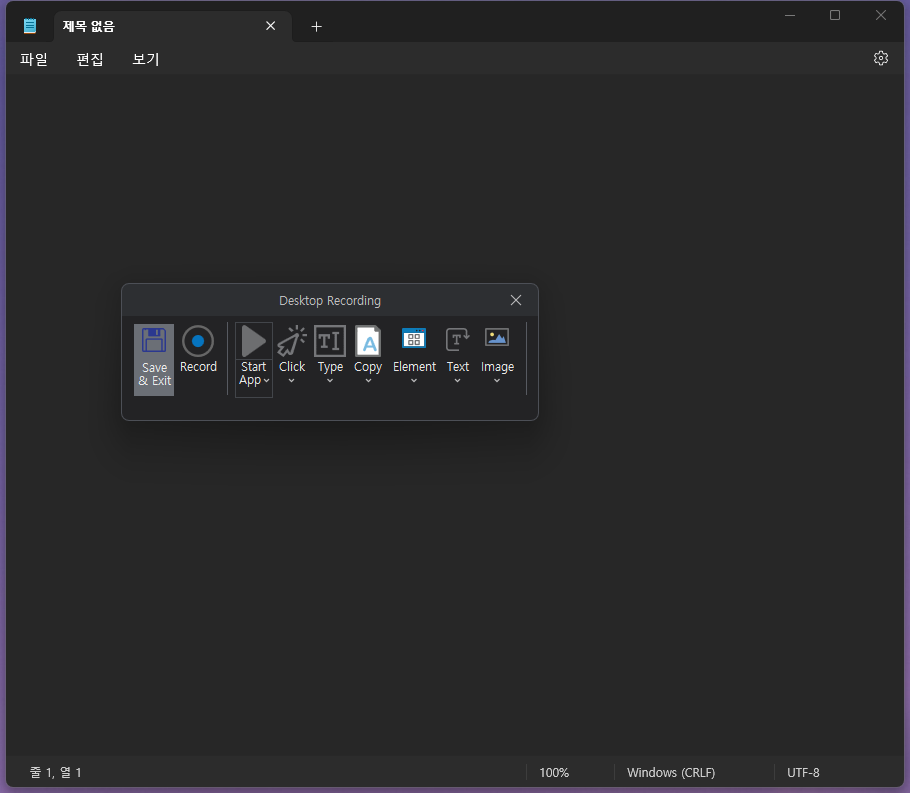 제목 없음
파일 편집 보기
Desktop Recording
Save & Exit
Record
Start App
Click
Type
Copy
Element
Text
Image
줄 1, 열 1
100%
Windows (CRLF)
UTF-8